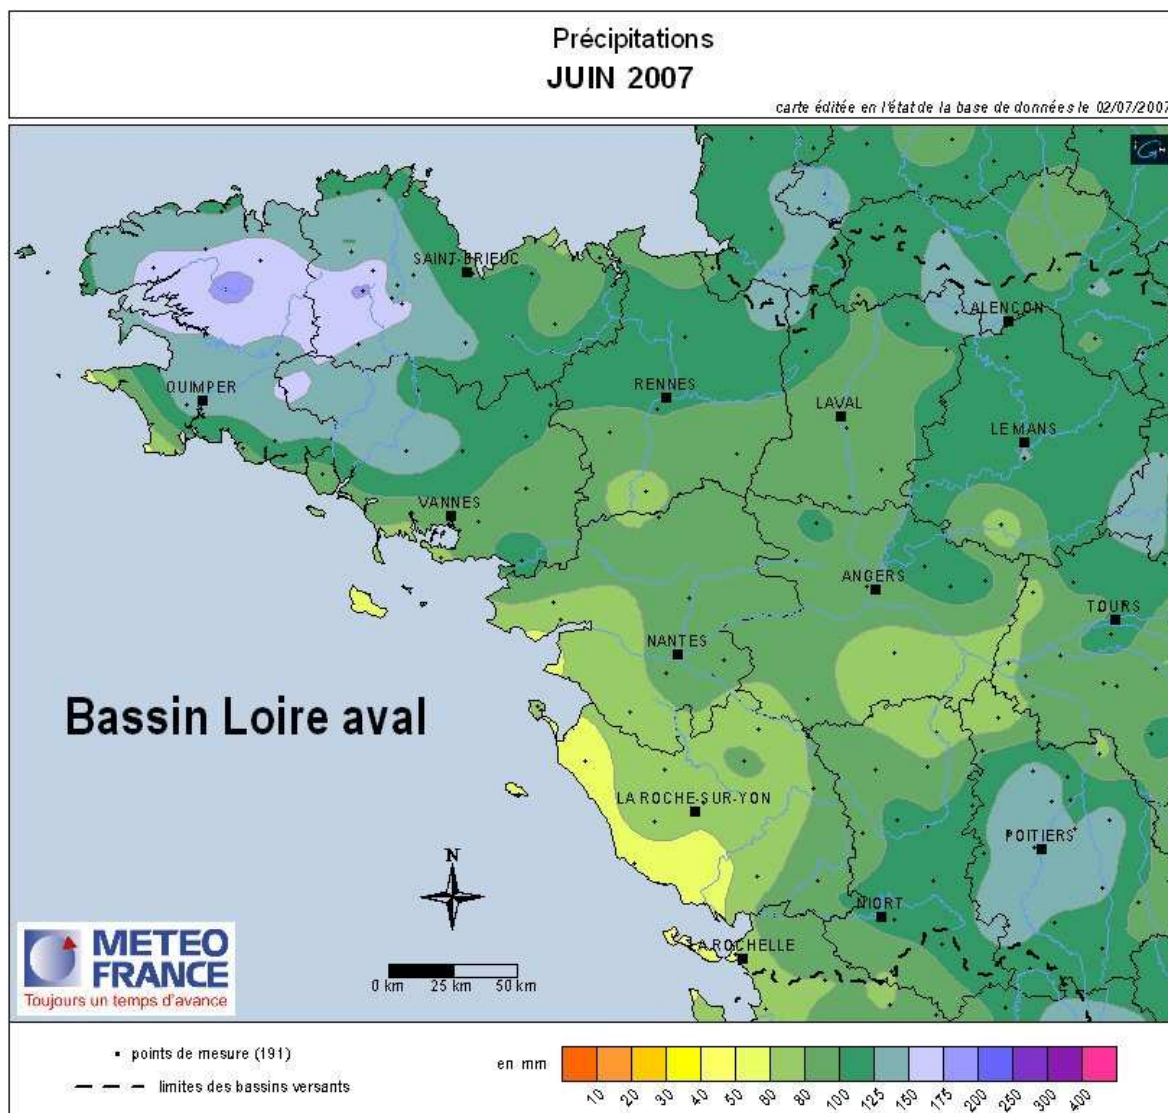 Précipitations
JUIN 2007
carte éditée en l'état de la base de données le 02/07/2007
SAINT-BRIEUC
ALENÇON
QUIMPER
RENNES
LAVAL
LE MANS
VANNES
ANGERS
TOURS
NANTES
Bassin Loire aval
LA ROCHE-SUR-YON
POITIERS
N
NIORT
LA ROCHELLE
METEO
FRANCE
Toujours un temps d'avance
0 km 25 km 50 km
points de mesure (191)
en mm
limites des bassins versants
10 20 30 40 50 60 80 100 125 150 175 200 250 300 400